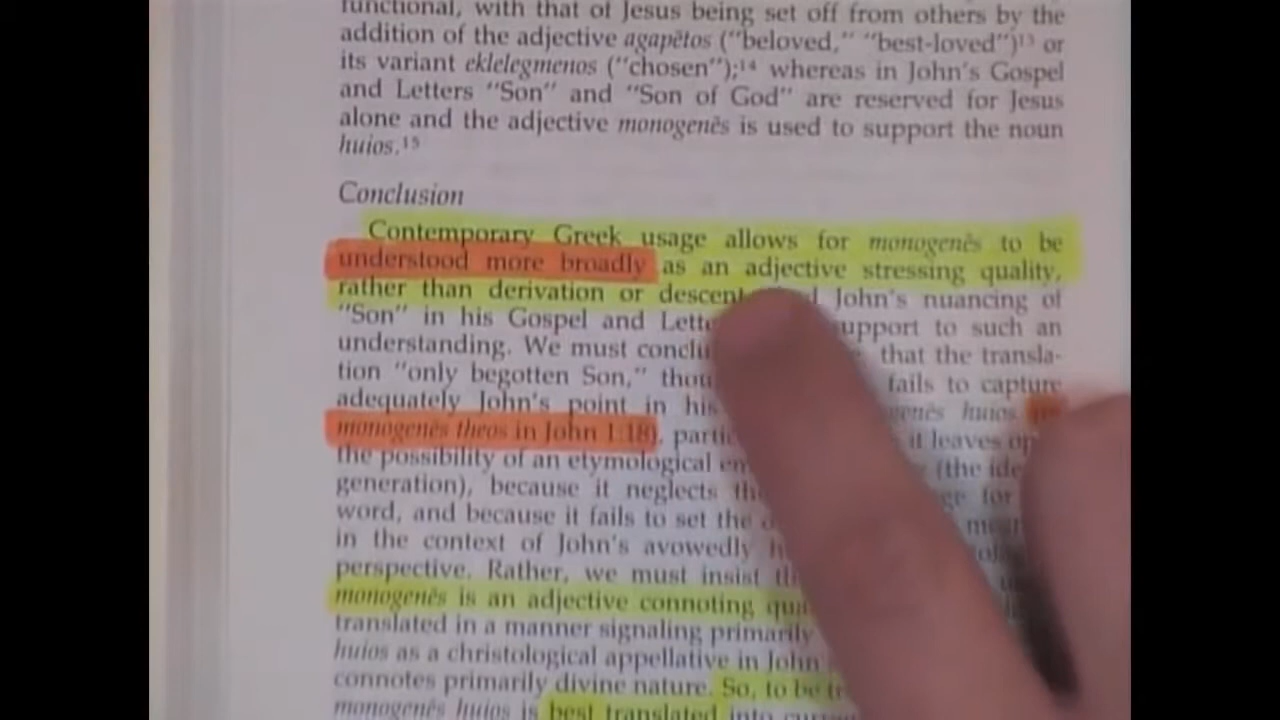 functional, with that of Jesus being set off from others by the
addition of the adjective agapētos ("beloved," "best-loved")¹³ or
its variant eklelegmenos ("chosen");¹⁴ whereas in John's Gospel
and Letters "Son" and "Son of God" are reserved for Jesus
alone and the adjective monogenēs is used to support the noun
huios.¹⁵
Conclusion
Contemporary Greek usage allows for monogenēs to be
understood more broadly as an adjective stressing quality,
rather than derivation or descent John's nuancing of
"Son" in his Gospel and support to such an
understanding. We must that the transla-
tion "only begotten Son," fails to capture
adequately John's point in his huios
monogenēs theos in John 1:18), it leaves
the possibility of an etymological (the
generation), because it neglects for
word, and because it fails to set the
in the context of John's avowedly
perspective. Rather, we must insist
monogenēs is an adjective connoting
translated in a manner signaling primarily
huios as a christological appellative in John
connotes primarily divine nature. So, to be
monogenēs huios is best translated into